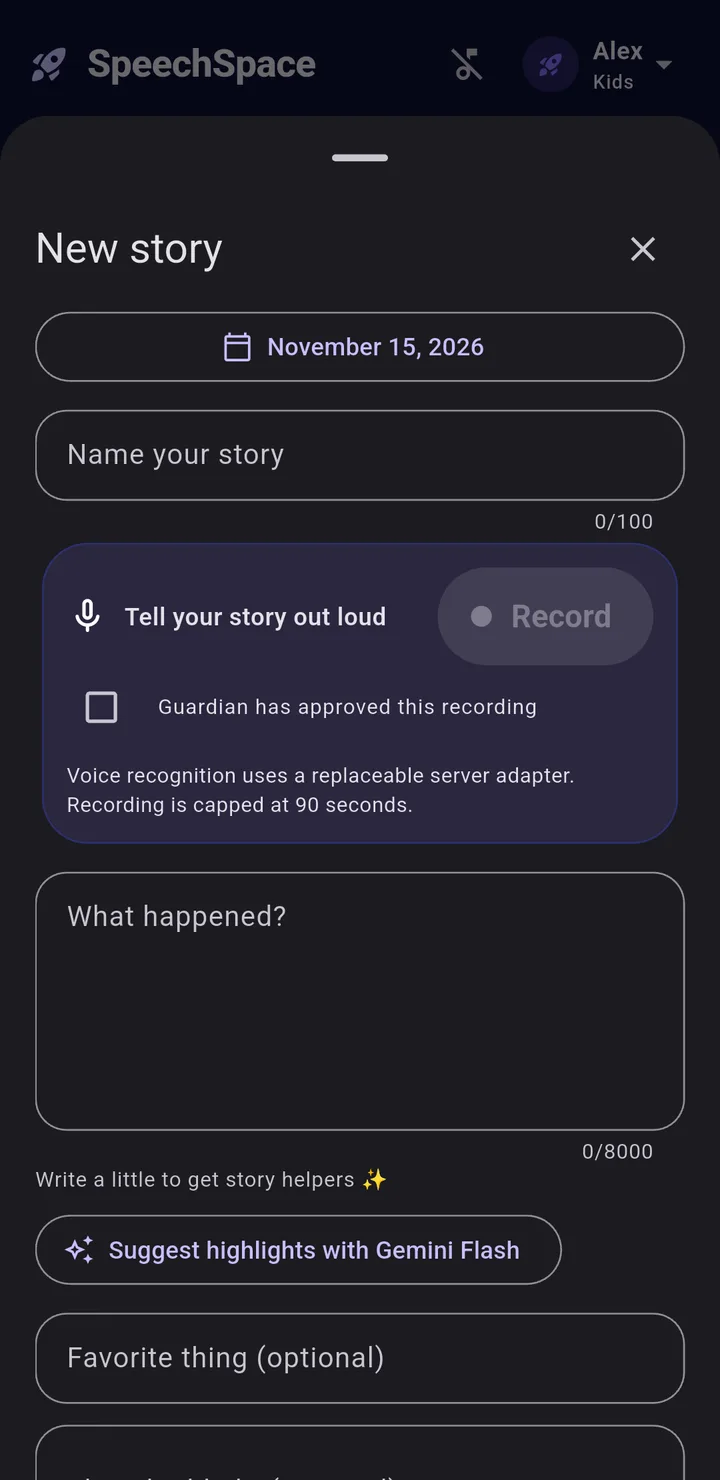 SpeechSpace
Alex
Kids
New story
November 15, 2026
Name your story
0/100
Tell your story out loud
Record
Guardian has approved this recording
Voice recognition uses a replaceable server adapter.
Recording is capped at 90 seconds.
What happened?
0/8000
Write a little to get story helpers ✨
Suggest highlights with Gemini Flash
Favorite thing (optional)